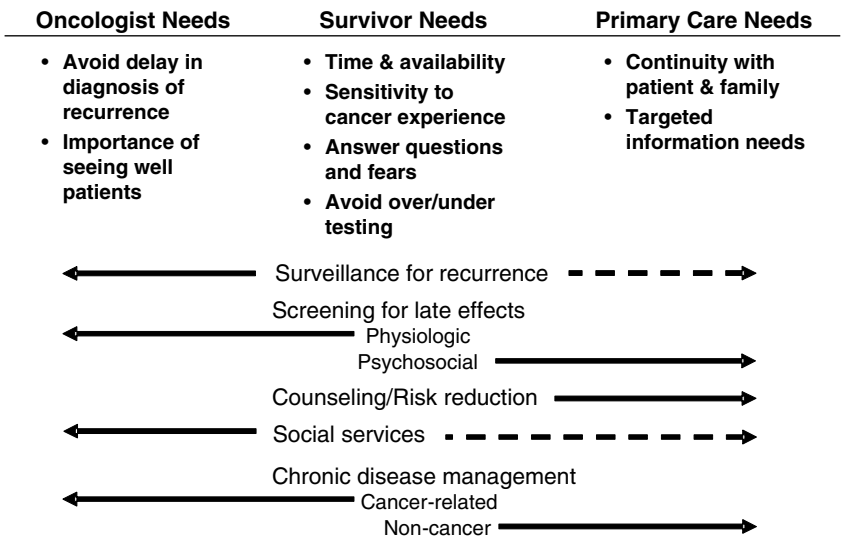 Oncologist Needs Survivor Needs Primary Care Needs
• Avoid delay in
diagnosis of
recurrence
• Importance of
seeing well
patients
• Time & availability
• Sensitivity to
cancer experience
• Answer questions
and fears
• Avoid over/under
testing
• Continuity with
patient & family
• Targeted
information needs
Surveillance for recurrence
Screening for late effects
Physiologic
Psychosocial
Counseling/Risk reduction
Social services
Chronic disease management
Cancer-related
Non-cancer